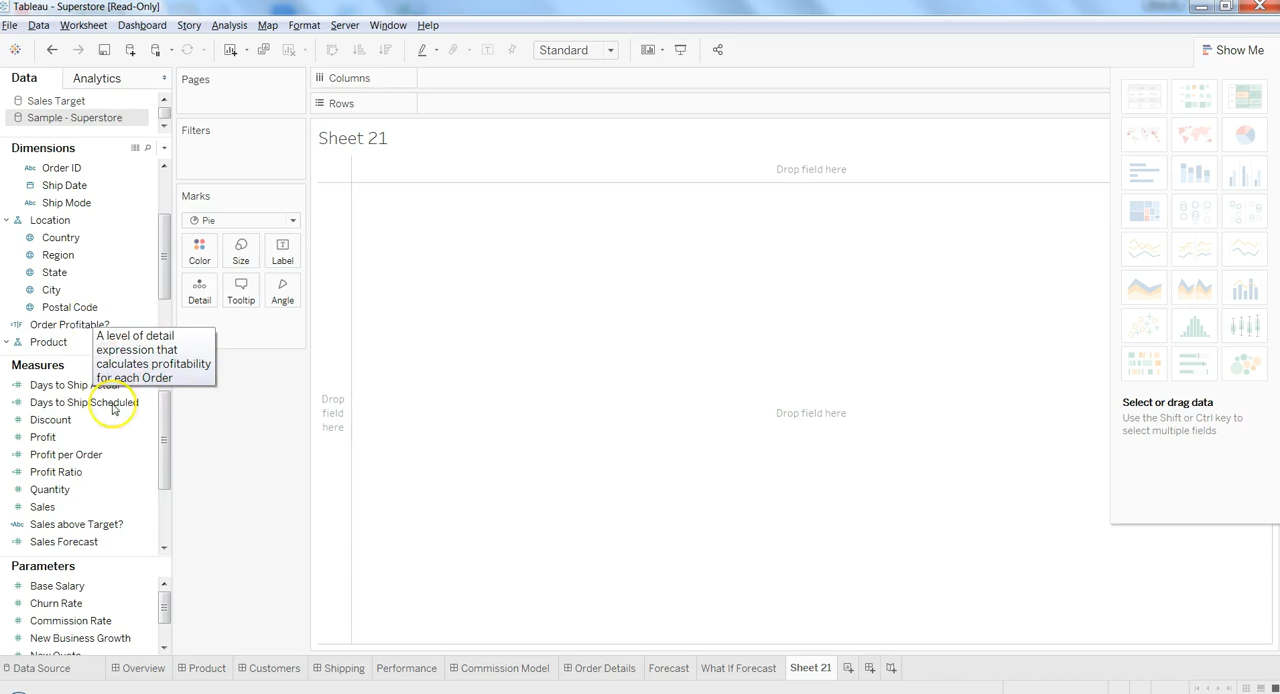 Tableau - Superstore [Read-Only]
File Data Worksheet Dashboard Story Analysis Map Format Server Window Help
Standard
Show Me
Data Analytics
Sales Target
Sample - Superstore
Dimensions
Order ID
Ship Date
Ship Mode
Location
Country
Region
State
City
Postal Code
Order Profitable?
Product
A level of detail
expression that
calculates profitability
for each Order
Measures
Days to Ship Actual
Days to Ship Scheduled
Discount
Profit
Profit per Order
Profit Ratio
Quantity
Sales
Sales above Target?
Sales Forecast
Parameters
Base Salary
Churn Rate
Commission Rate
New Business Growth
New Quota
Pages
Filters
Marks
Pie
Color Size Label
Detail Tooltip Angle
Columns
Rows
Sheet 21
Drop field here
Drop
field
here
Drop field here
Select or drag data
Use the Shift or Ctrl key to
select multiple fields
Data Source Overview Product Customers Shipping Performance Commission Model Order Details Forecast What If Forecast Sheet 21